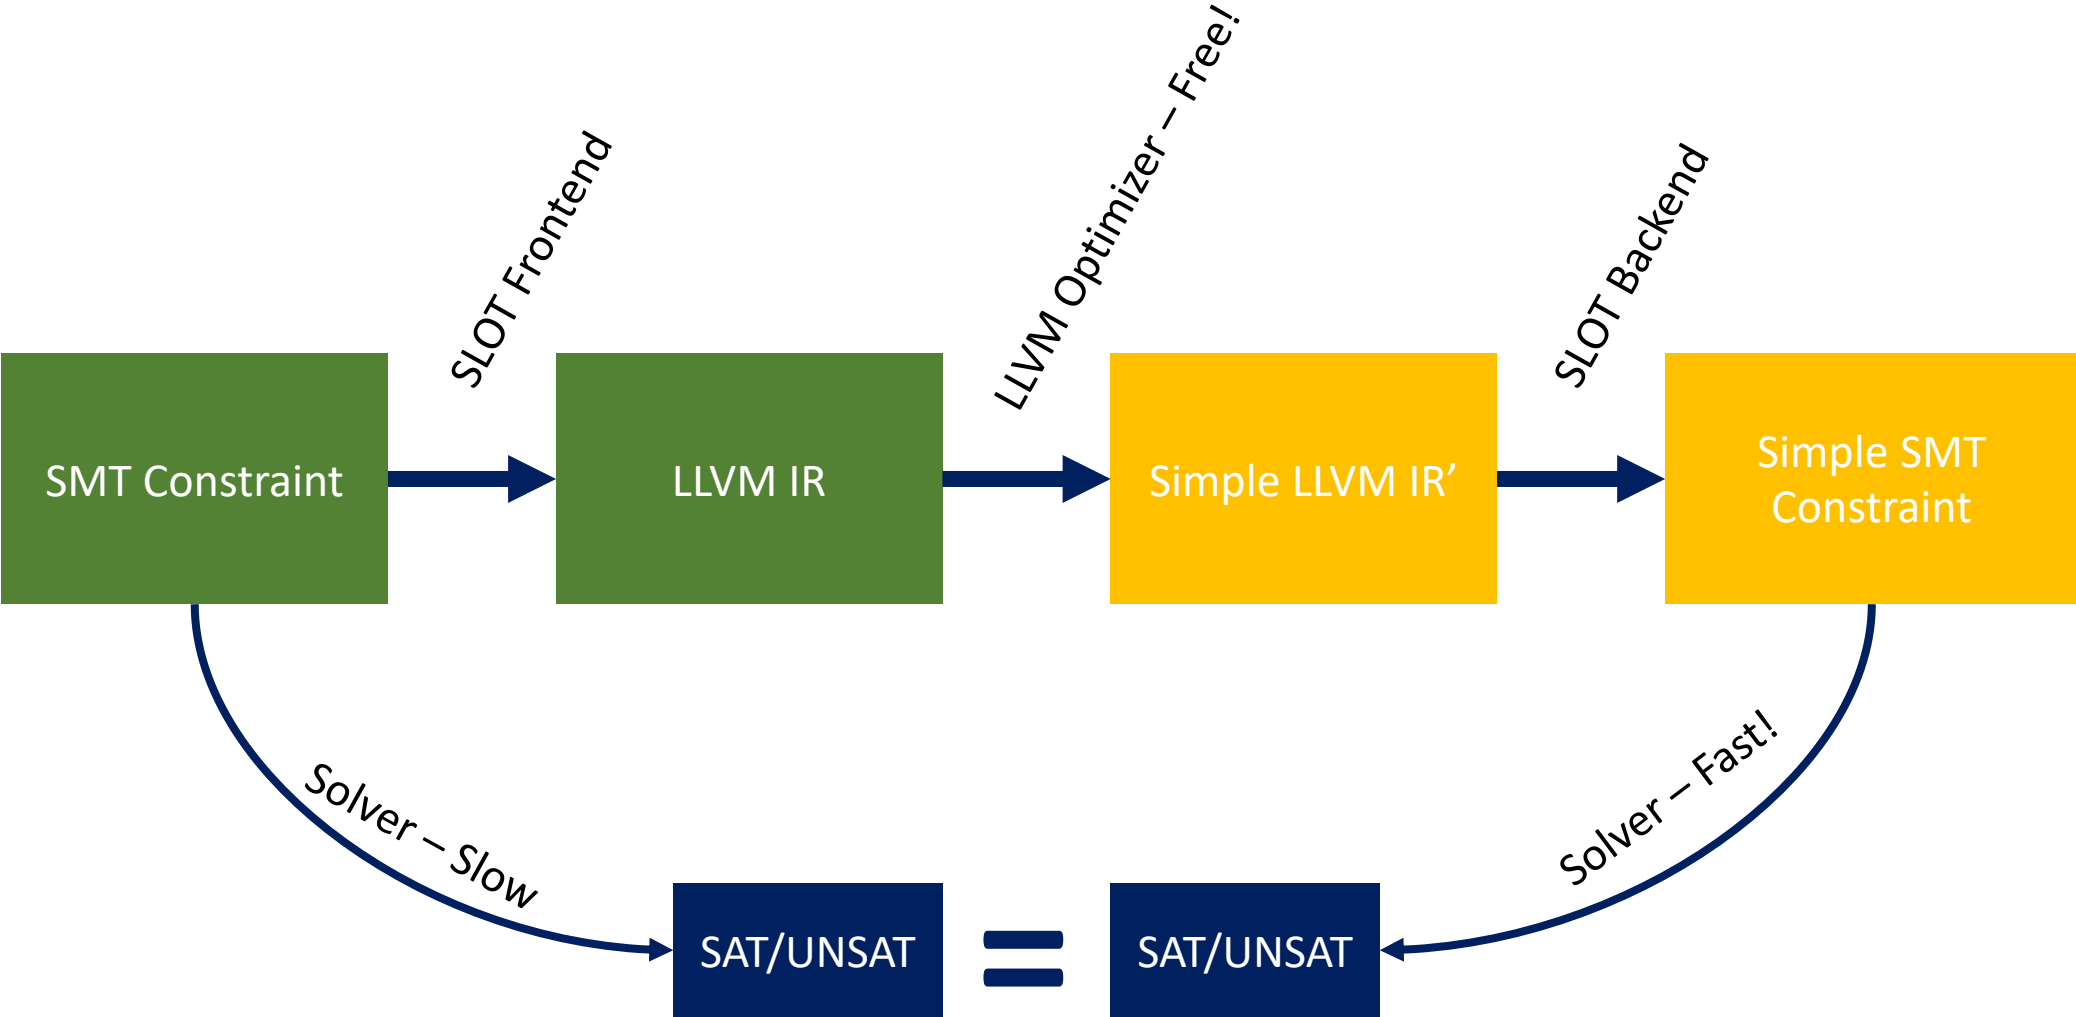 SLOT Frontend
LLVM Optimizer – Free!
SLOT Backend
SMT Constraint
LLVM IR
Simple LLVM IR’
Simple SMT
Constraint
Solver – Slow
Solver – Fast!
SAT/UNSAT
=
SAT/UNSAT